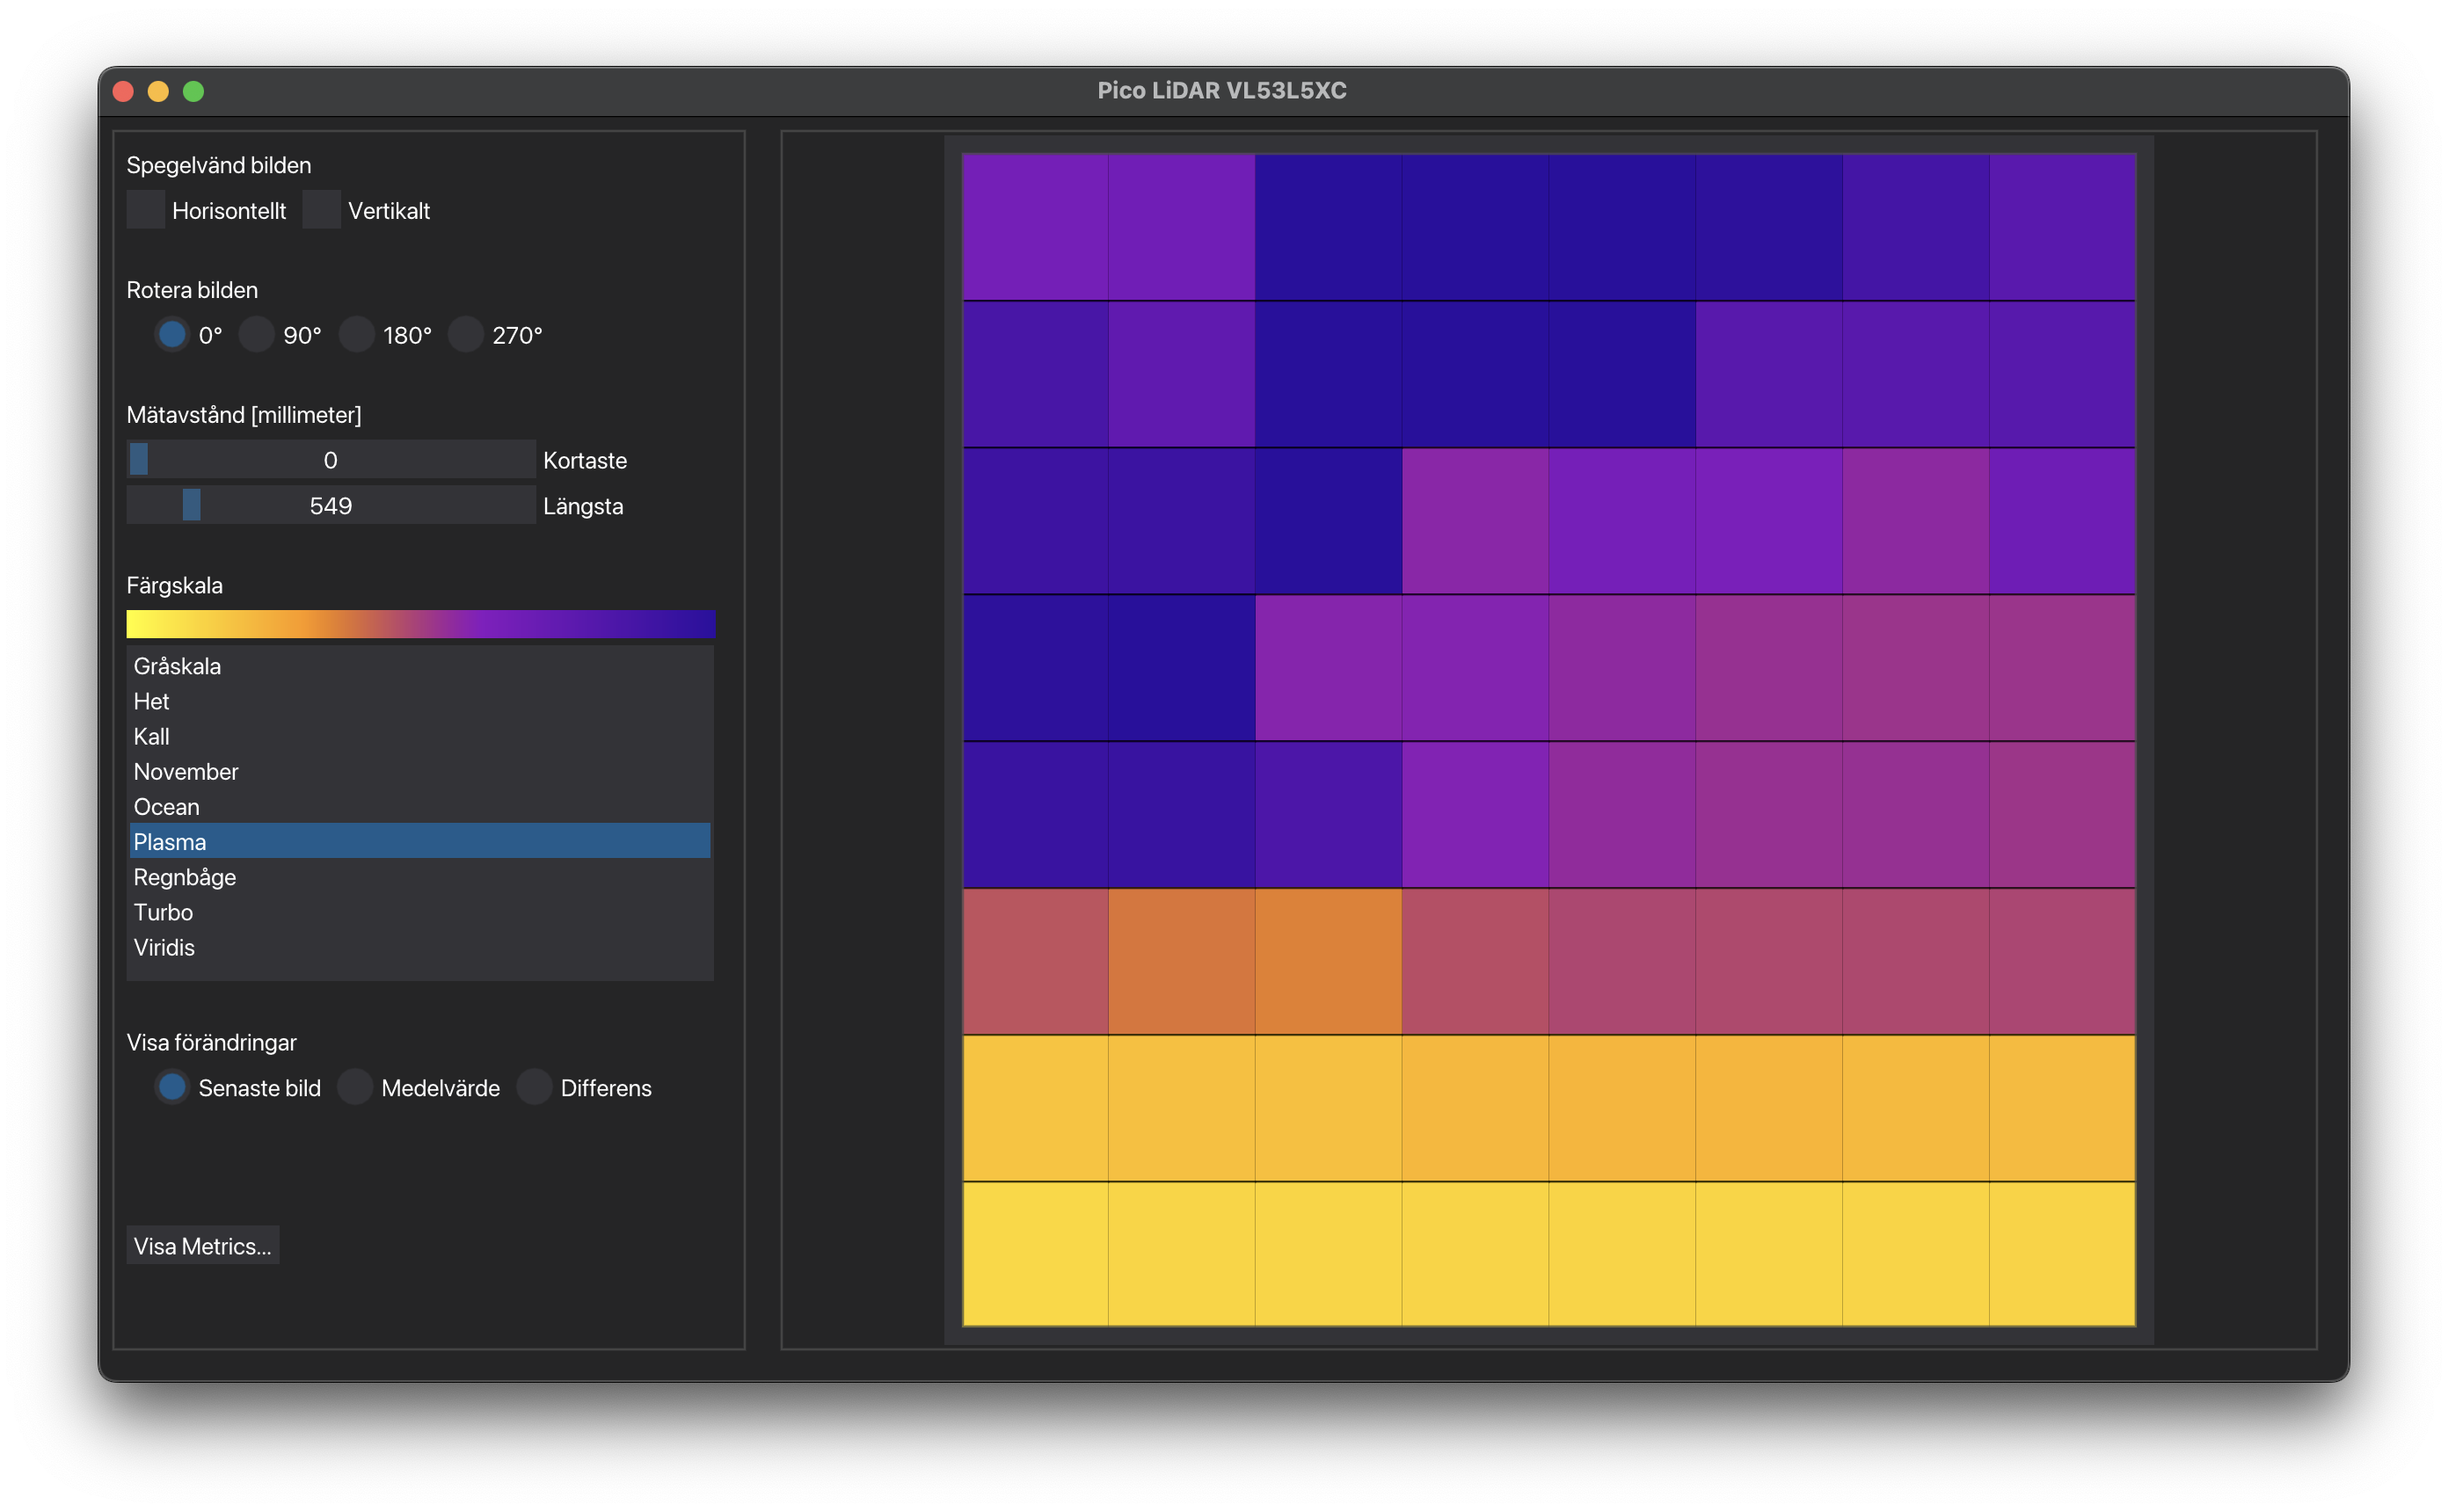 Pico LiDAR VL53L5XC
Spegelvänd bilden
Horisontellt Vertikalt
Rotera bilden
0° 90° 180° 270°
Mätavstånd [millimeter]
0 Kortaste
549 Längsta
Färgskala
Gråskala
Het
Kall
November
Ocean
Plasma
Regnbåge
Turbo
Viridis
Visa förändringar
Senaste bild Medelvärde Differens
Visa Metrics...